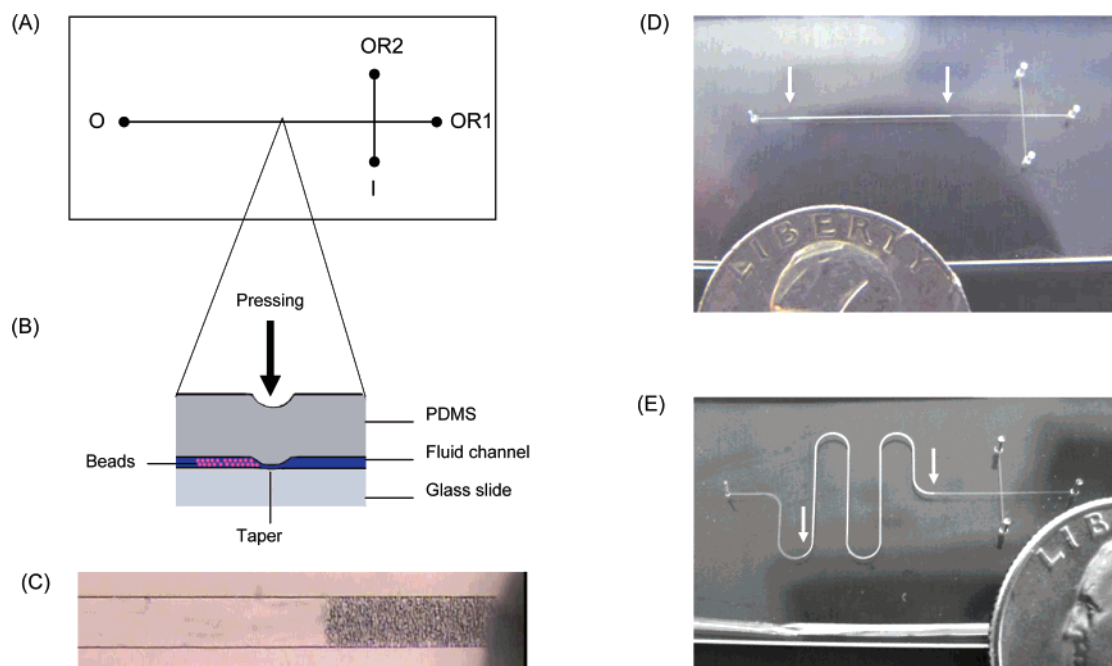 (A)
OR2
O
OR1
I
(B)
Pressing
PDMS
Beads
Fluid channel
Glass slide
Taper
(C)
(D)
LIBERTY
(E)
LIB